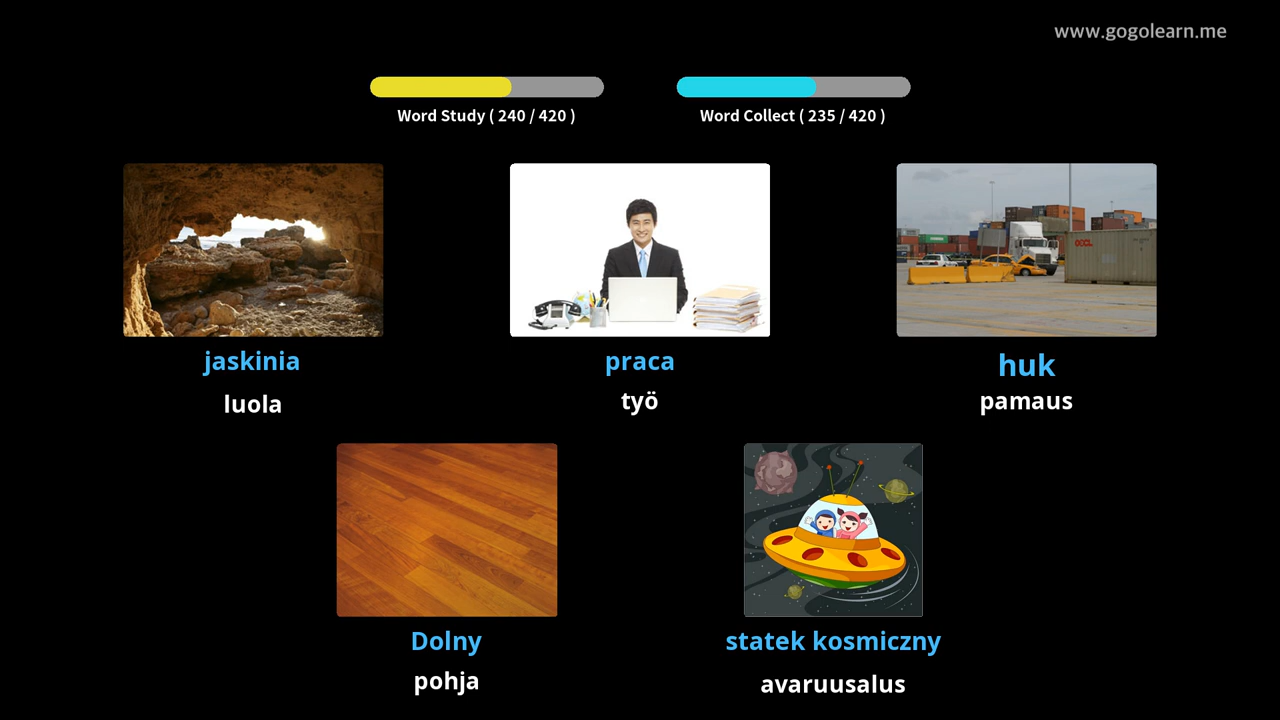 www.gogolearn.me
Word Study ( 240 / 420 )
Word Collect ( 235 / 420 )
jaskinia
luola
praca
työ
huk
pamaus
Dolny
pohja
statek kosmiczny
avaruusalus